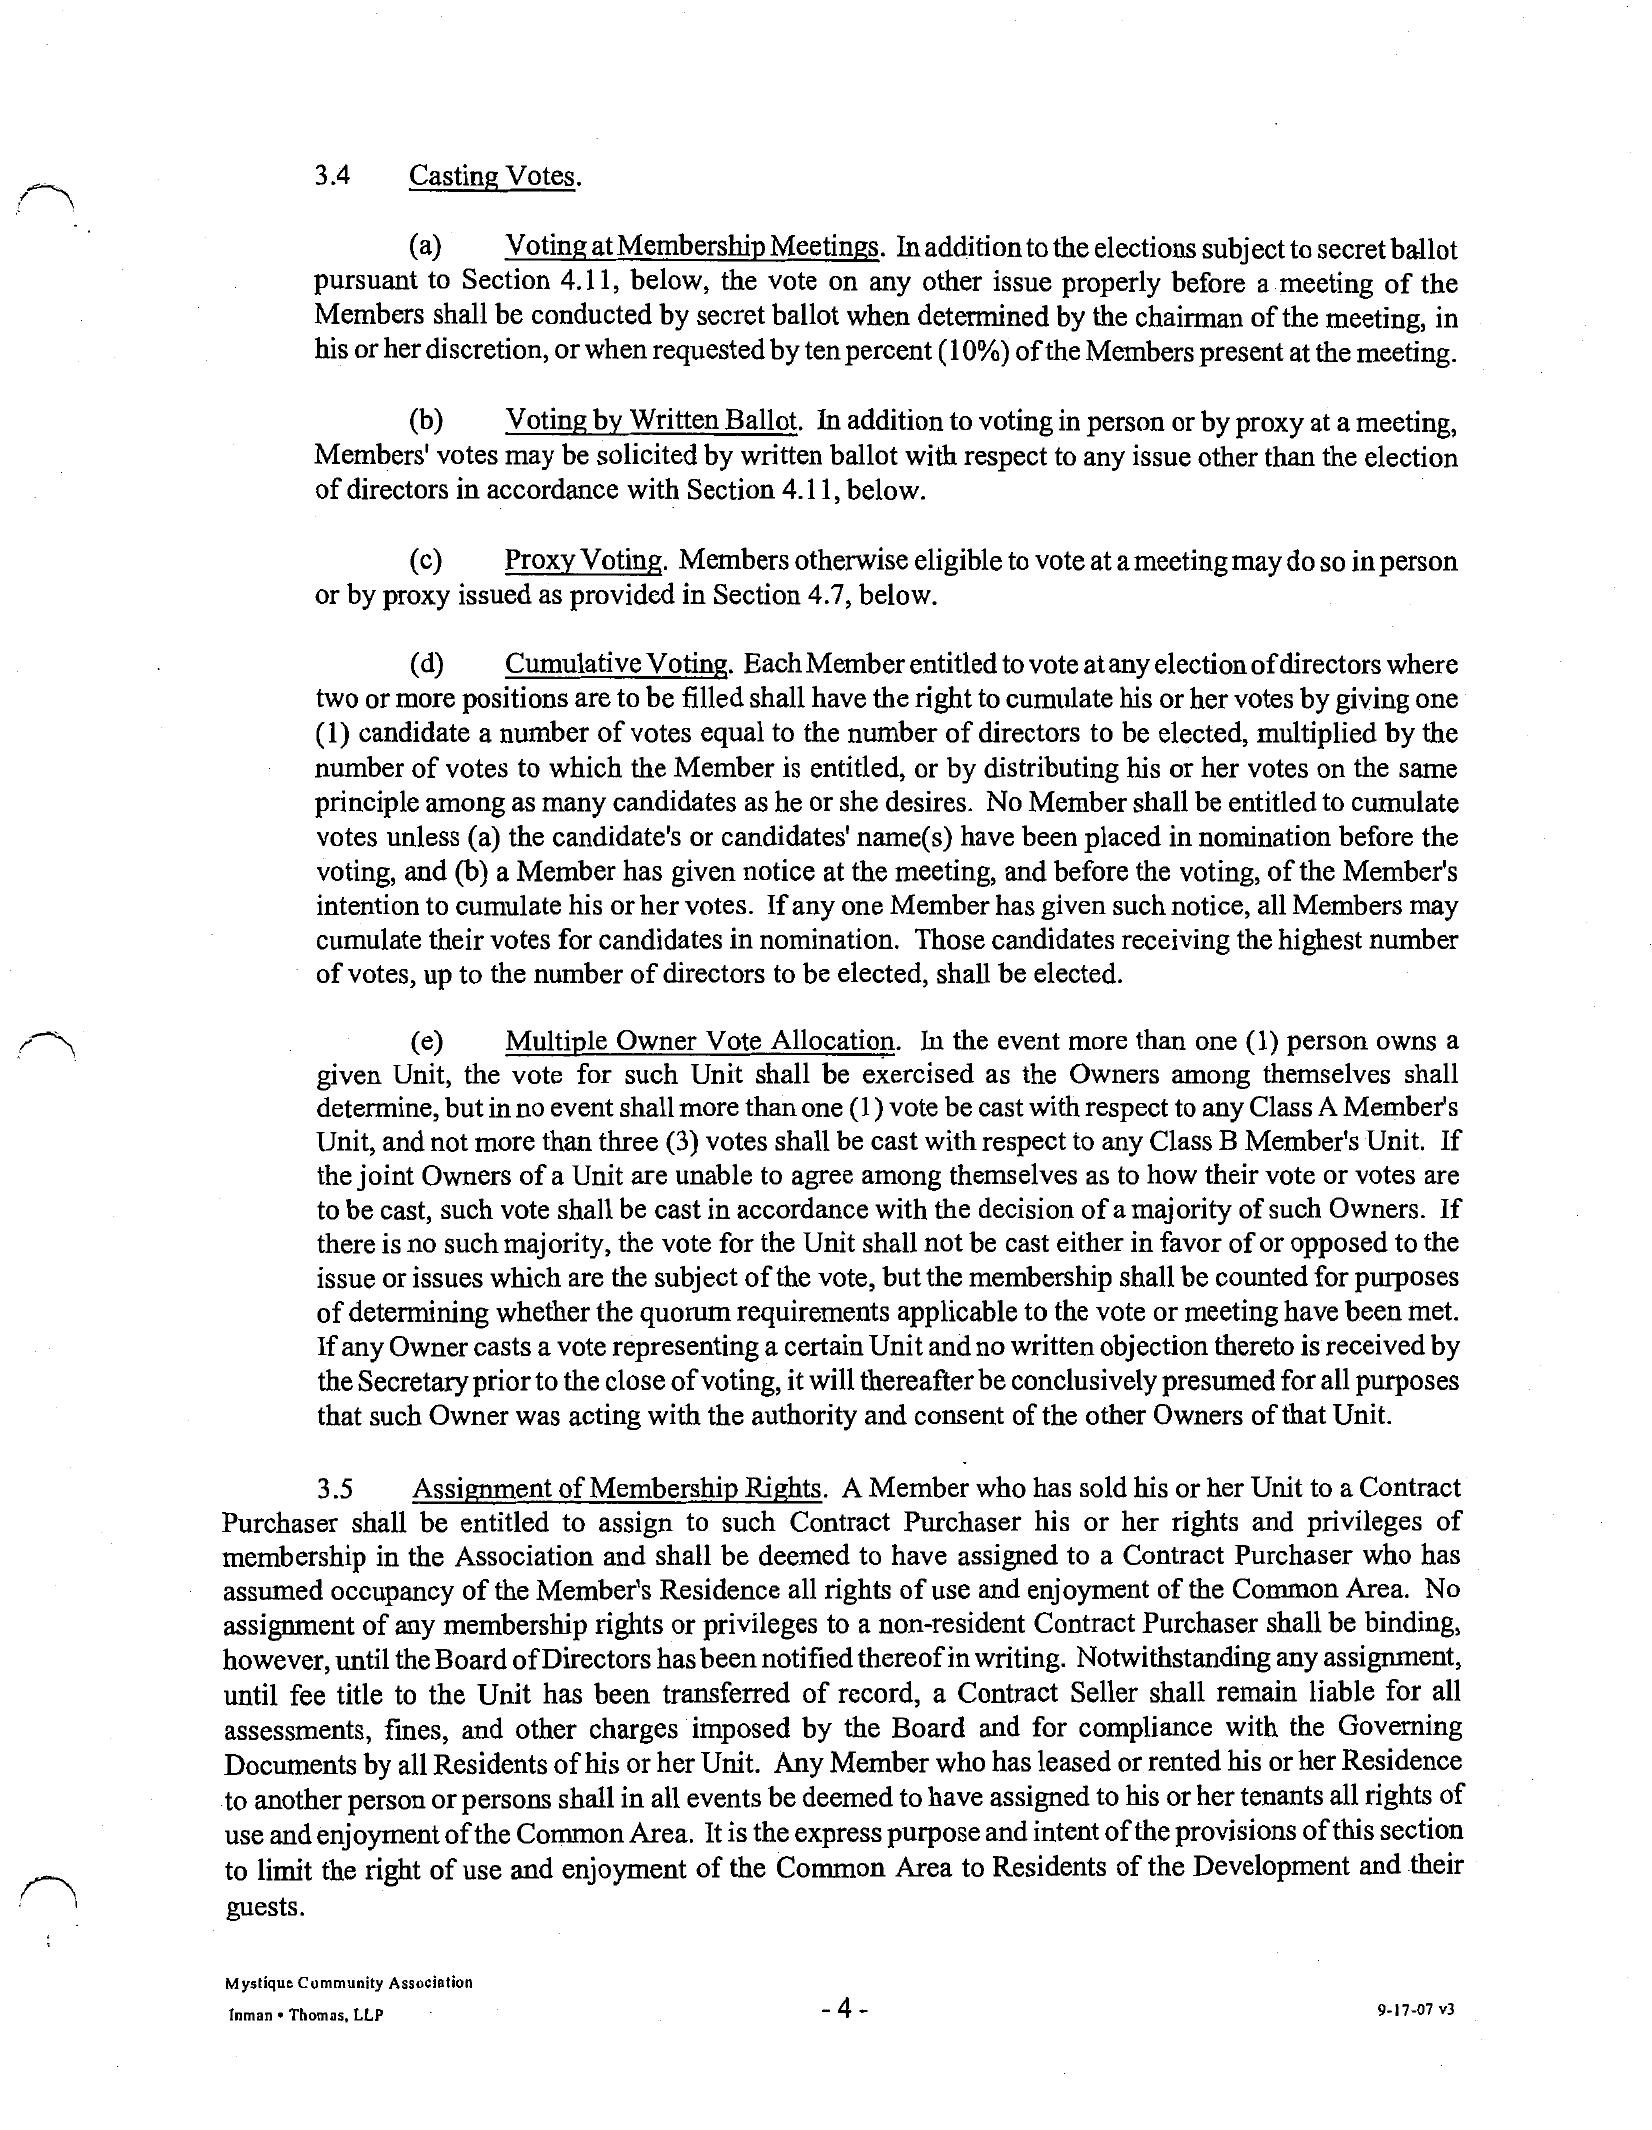 3.4 Casting Votes.
(a) Voting at Membership Meetings. In addition to the elections subject to secret ballot
pursuant to Section 4.11, below, the vote on any other issue properly before a meeting of the
Members shall be conducted by secret ballot when determined by the chairman of the meeting, in
his or her discretion, or when requested by ten percent (10%) of the Members present at the meeting.
(b) Voting by Written Ballot. In addition to voting in person or by proxy at a meeting,
Members' votes may be solicited by written ballot with respect to any issue other than the election
of directors in accordance with Section 4.11, below.
(c) Proxy Voting. Members otherwise eligible to vote at a meeting may do so in person
or by proxy issued as provided in Section 4.7, below.
(d) Cumulative Voting. Each Member entitled to vote at any election of directors where
two or more positions are to be filled shall have the right to cumulate his or her votes by giving one
(1) candidate a number of votes equal to the number of directors to be elected, multiplied by the
number of votes to which the Member is entitled, or by distributing his or her votes on the same
principle among as many candidates as he or she desires. No Member shall be entitled to cumulate
votes unless (a) the candidate's or candidates' name(s) have been placed in nomination before the
voting, and (b) a Member has given notice at the meeting, and before the voting, of the Member's
intention to cumulate his or her votes. If any one Member has given such notice, all Members may
cumulate their votes for candidates in nomination. Those candidates receiving the highest number
of votes, up to the number of directors to be elected, shall be elected.
(e) Multiple Owner Vote Allocation. In the event more than one (1) person owns a
given Unit, the vote for such Unit shall be exercised as the Owners among themselves shall
determine, but in no event shall more than one (1) vote be cast with respect to any Class A Member's
Unit, and not more than three (3) votes shall be cast with respect to any Class B Member's Unit. If
the joint Owners of a Unit are unable to agree among themselves as to how their vote or votes are
to be cast, such vote shall be cast in accordance with the decision of a majority of such Owners. If
there is no such majority, the vote for the Unit shall not be cast either in favor of or opposed to the
issue or issues which are the subject of the vote, but the membership shall be counted for purposes
of determining whether the quorum requirements applicable to the vote or meeting have been met.
If any Owner casts a vote representing a certain Unit and no written objection thereto is received by
the Secretary prior to the close of voting, it will thereafter be conclusively presumed for all purposes
that such Owner was acting with the authority and consent of the other Owners of that Unit.
3.5 Assignment of Membership Rights. A Member who has sold his or her Unit to a Contract
Purchaser shall be entitled to assign to such Contract Purchaser his or her rights and privileges of
membership in the Association and shall be deemed to have assigned to a Contract Purchaser who has
assumed occupancy of the Member's Residence all rights of use and enjoyment of the Common Area. No
assignment of any membership rights or privileges to a non-resident Contract Purchaser shall be binding,
however, until the Board of Directors has been notified thereof in writing. Notwithstanding any assignment,
until fee title to the Unit has been transferred of record, a Contract Seller shall remain liable for all
assessments, fines, and other charges imposed by the Board and for compliance with the Governing
Documents by all Residents of his or her Unit. Any Member who has leased or rented his or her Residence
to another person or persons shall in all events be deemed to have assigned to his or her tenants all rights of
use and enjoyment of the Common Area. It is the express purpose and intent of the provisions of this section
to limit the right of use and enjoyment of the Common Area to Residents of the Development and their
guests.
Mystique Community Association
Inman • Thomas, LLP
- 4 -
9-17-07 v3